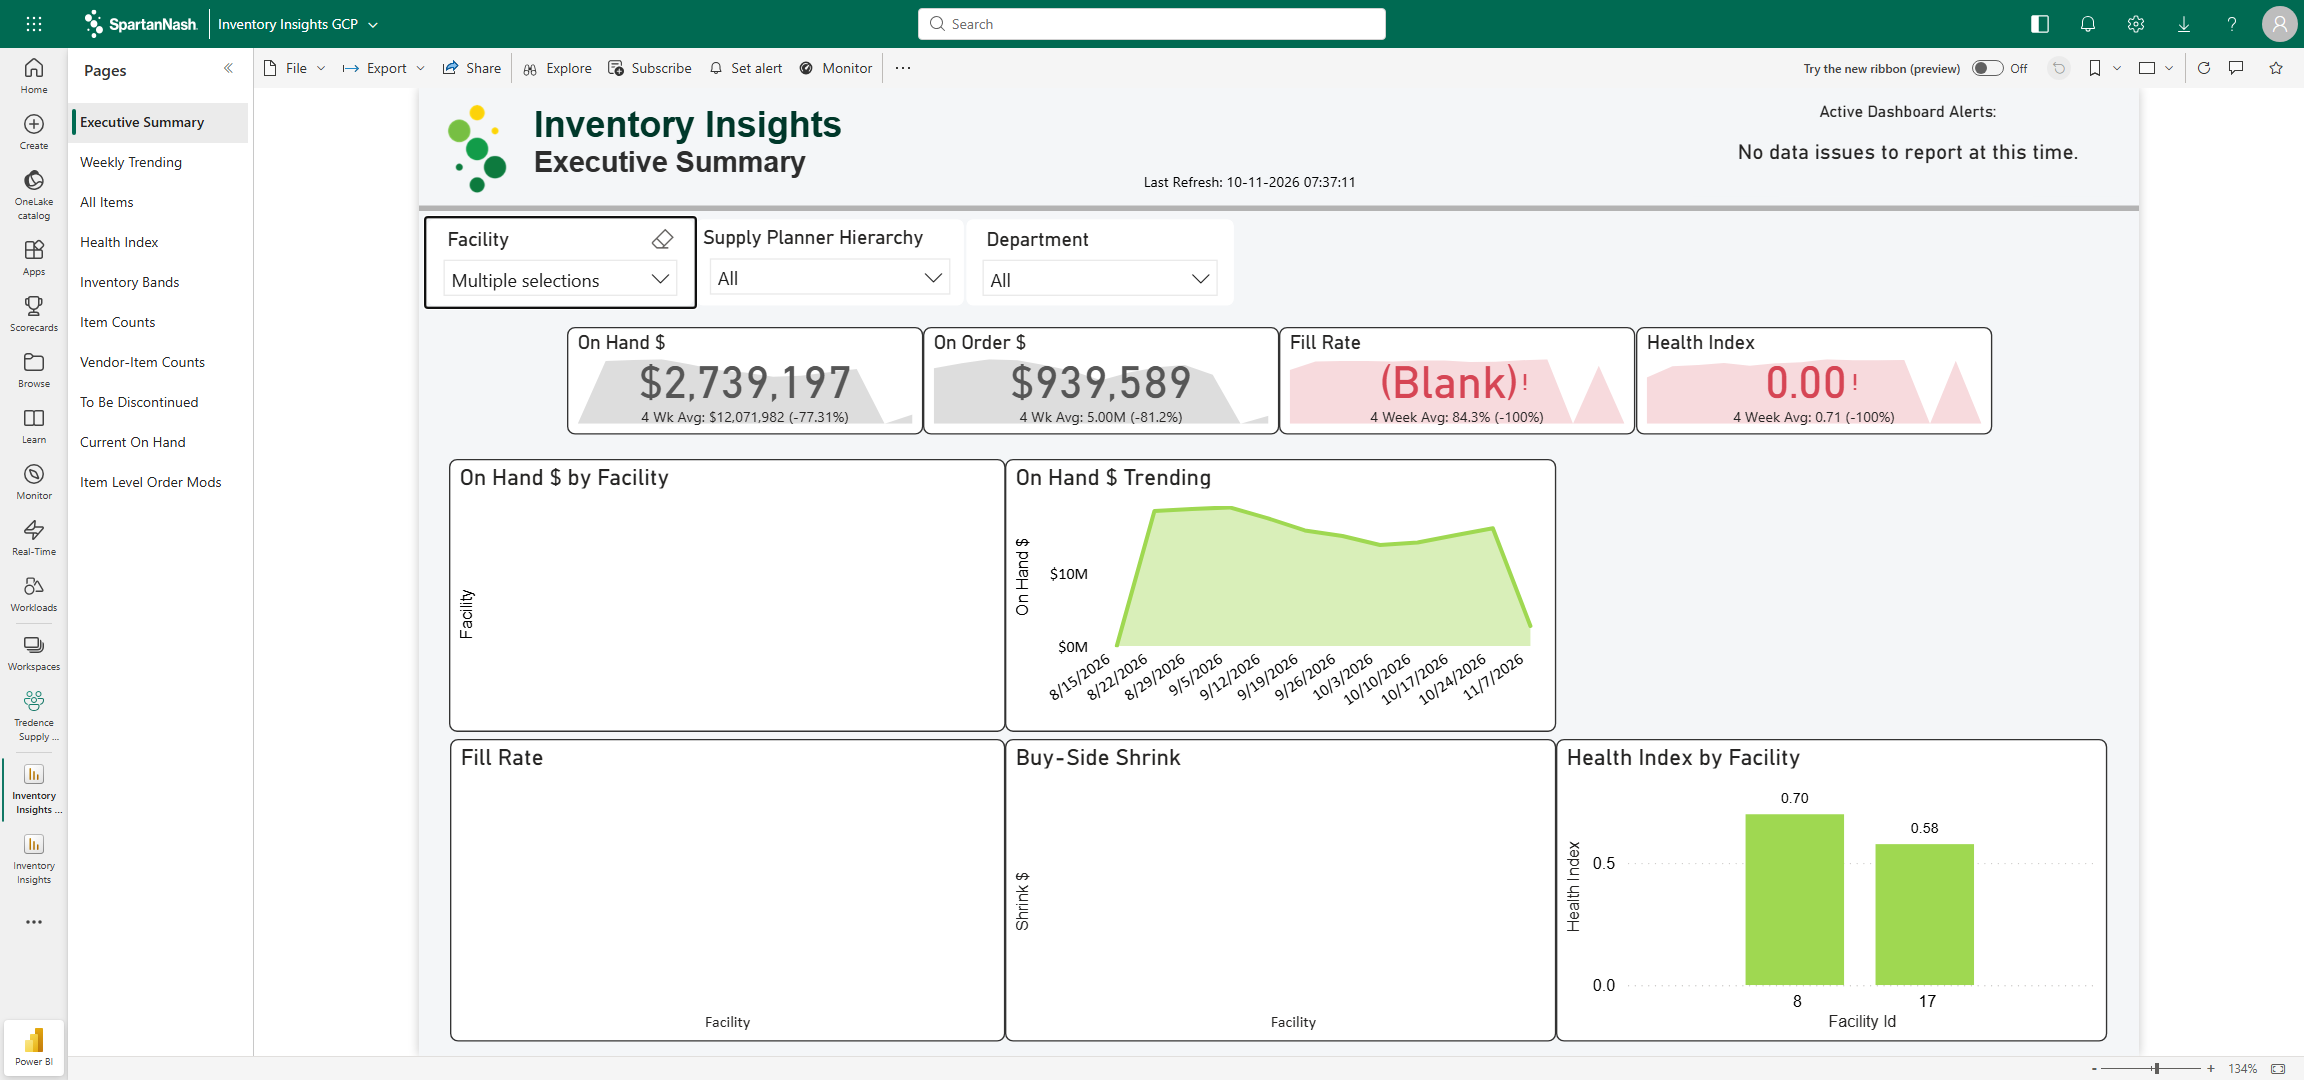 SpartanNash
Inventory Insights GCP
Search
Home
Create
OneLake
catalog
Apps
Scorecards
Browse
Learn
Monitor
Real-Time
Workloads
Workspaces
Tredence
Supply ...
Inventory
Insights ...
Inventory
Insights
Power BI
Pages
Executive Summary
Weekly Trending
All Items
Health Index
Inventory Bands
Item Counts
Vendor-Item Counts
To Be Discontinued
Current On Hand
Item Level Order Mods
File
Export
Share
Explore
Subscribe
Set alert
Monitor
Try the new ribbon (preview)
Off
Inventory Insights
Executive Summary
Last Refresh: 10-11-2026 07:37:11
Active Dashboard Alerts:
No data issues to report at this time.
Facility
Multiple selections
Supply Planner Hierarchy
All
Department
All
On Hand $
$2,739,197
4 Wk Avg: $12,071,982 (-77.31%)
On Order $
$939,589
4 Wk Avg: 5.00M (-81.2%)
Fill Rate
(Blank)!
4 Week Avg: 84.3% (-100%)
Health Index
0.00!
4 Week Avg: 0.71 (-100%)
On Hand $ by Facility
Facility
On Hand $ Trending
On Hand $
$10M
$0M
8/15/2026
8/22/2026
8/29/2026
9/5/2026
9/12/2026
9/19/2026
9/26/2026
10/3/2026
10/10/2026
10/17/2026
10/24/2026
11/7/2026
Fill Rate
Facility
Buy-Side Shrink
Shrink $
Facility
Health Index by Facility
Health Index
0.70
0.58
0.5
0.0
8
17
Facility Id
- + 134%